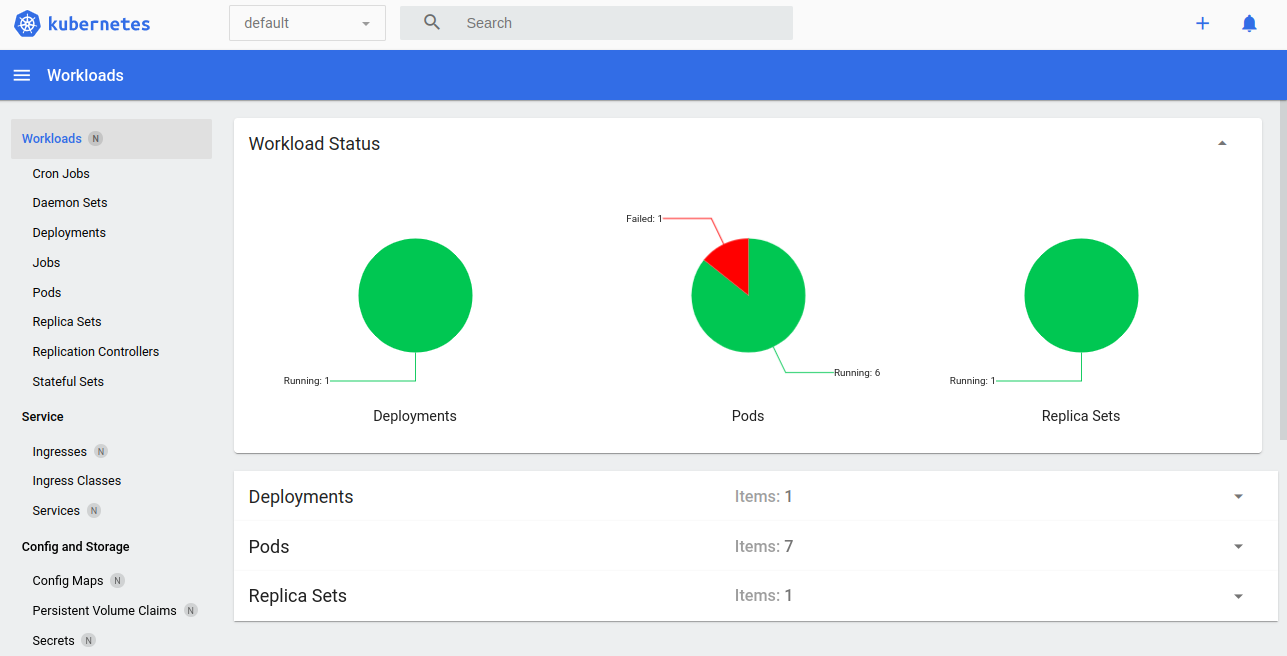 kubernetes
default
Search
Workloads
Workloads N
Cron Jobs
Daemon Sets
Deployments
Jobs
Pods
Replica Sets
Replication Controllers
Stateful Sets
Service
Ingresses N
Ingress Classes
Services N
Config and Storage
Config Maps N
Persistent Volume Claims N
Secrets N
Workload Status
Running: 1
Deployments
Failed: 1
Running: 6
Pods
Running: 1
Replica Sets
Deployments Items: 1
Pods Items: 7
Replica Sets Items: 1